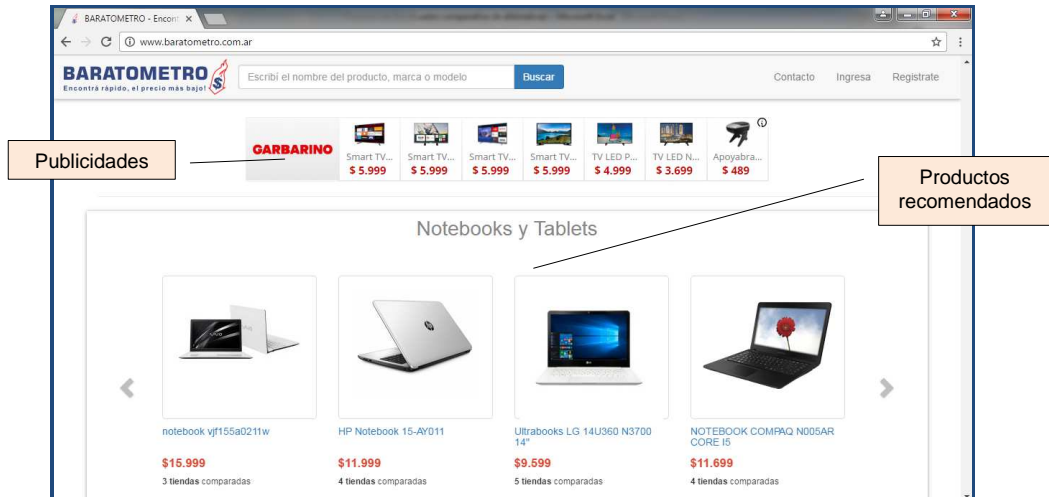 BARATOMETRO - Encont
www.baratometro.com.ar
BARATOMETRO
Encontrá rápido, el precio más bajo!
$
Escribí el nombre del producto, marca o modelo
Buscar
Contacto Ingresa Registrate
Publicidades
GARBARINO
Smart TV... Smart TV... Smart TV... Smart TV... TV LED P... TV LED N... Apoyabra...
$ 5.999 $ 5.999 $ 5.999 $ 5.999 $ 4.999 $ 3.699 $ 489
Productos
recomendados
Notebooks y Tablets
notebook vjf155a0211w
$15.999
3 tiendas comparadas
HP Notebook 15-AY011
$11.999
4 tiendas comparadas
Ultrabooks LG 14U360 N3700
14"
$9.599
5 tiendas comparadas
NOTEBOOK COMPAQ N005AR
CORE I5
$11.699
4 tiendas comparadas